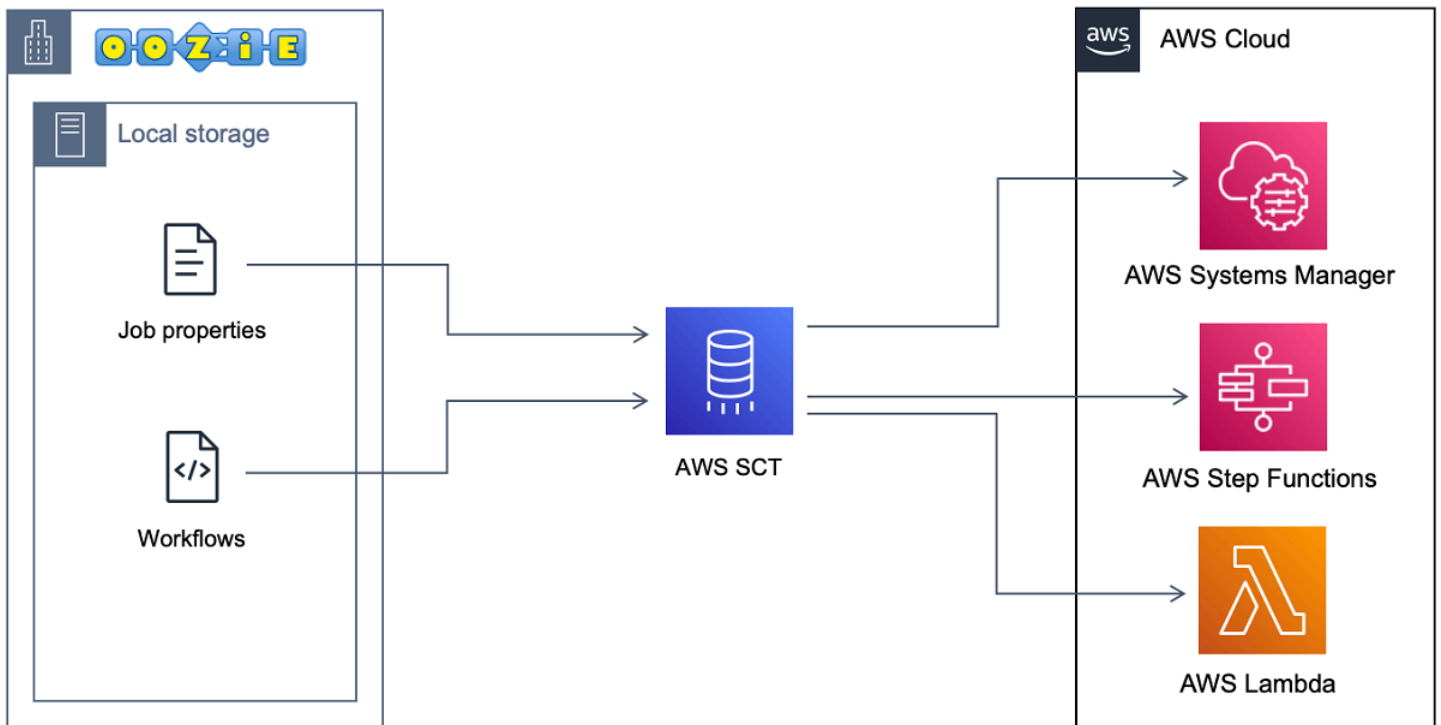 OOZiE
aws
AWS Cloud
Local storage
Job properties
Workflows
</>
AWS SCT
AWS Systems Manager
AWS Step Functions
AWS Lambda